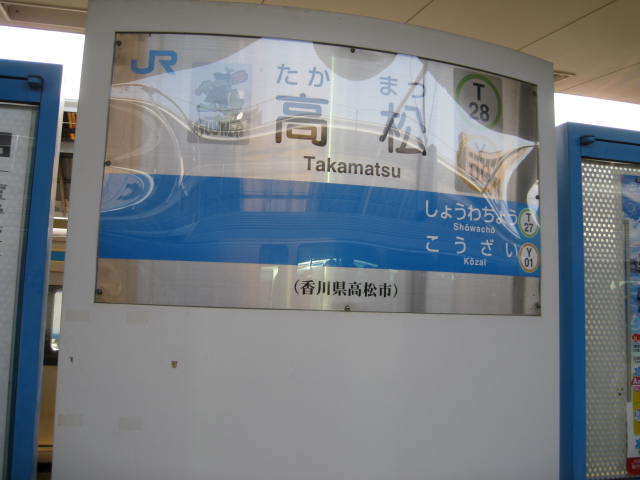 JR
たか まつ
高 松
Takamatsu
T
28
しょうわちょう
Shōwachō
T
27
こうざい
Kōzai
Y
01
(香川県高松市)